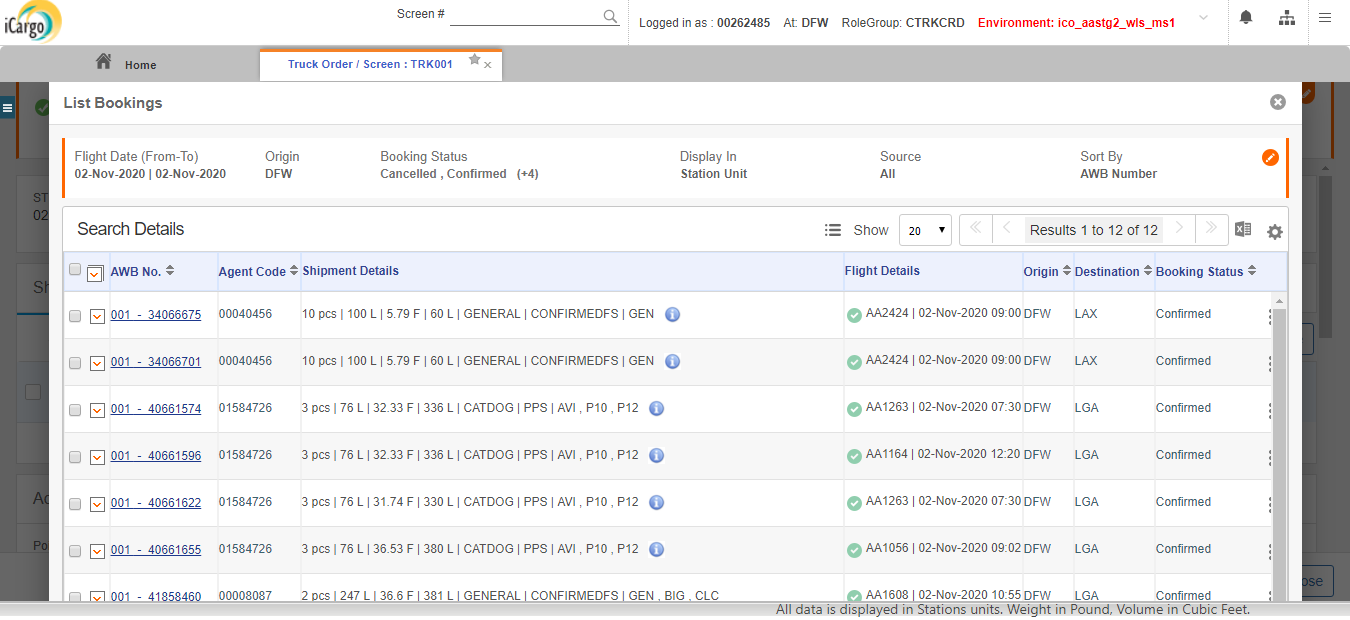 iCargo
Screen #
Logged in as : 00262485 At: DFW RoleGroup: CTRKCRD Environment: ico_aastg2_wls_ms1
Home
Truck Order / Screen : TRK001
List Bookings
Flight Date (From-To) Origin Booking Status Display In Source Sort By
02-Nov-2020 | 02-Nov-2020 DFW Cancelled , Confirmed (+4) Station Unit All AWB Number
ST
02
Search Details Show 20 Results 1 to 12 of 12
AWB No. Agent Code Shipment Details Flight Details Origin Destination Booking Status
Sh
001 - 34066675 00040456 10 pcs | 100 L | 5.79 F | 60 L | GENERAL | CONFIRMEDFS | GEN AA2424 | 02-Nov-2020 09:00 DFW LAX Confirmed
001 - 34066701 00040456 10 pcs | 100 L | 5.79 F | 60 L | GENERAL | CONFIRMEDFS | GEN AA2424 | 02-Nov-2020 09:00 DFW LAX Confirmed
001 - 40661574 01584726 3 pcs | 76 L | 32.33 F | 336 L | CATDOG | PPS | AVI , P10 , P12 AA1263 | 02-Nov-2020 07:30 DFW LGA Confirmed
001 - 40661596 01584726 3 pcs | 76 L | 32.33 F | 336 L | CATDOG | PPS | AVI , P10 , P12 AA1164 | 02-Nov-2020 12:20 DFW LGA Confirmed
001 - 40661622 01584726 3 pcs | 76 L | 31.74 F | 330 L | CATDOG | PPS | AVI , P10 , P12 AA1263 | 02-Nov-2020 07:30 DFW LGA Confirmed
Ac
001 - 40661655 01584726 3 pcs | 76 L | 36.53 F | 380 L | CATDOG | PPS | AVI , P10 , P12 AA1056 | 02-Nov-2020 09:02 DFW LGA Confirmed
Po
ose
001 - 41858460 00008087 2 pcs | 247 L | 36.6 F | 381 L | GENERAL | CONFIRMEDFS | GEN , BIG , CLC AA1608 | 02-Nov-2020 10:55 DFW LGA Confirmed
All data is displayed in Stations units. Weight in Pound, Volume in Cubic Feet.